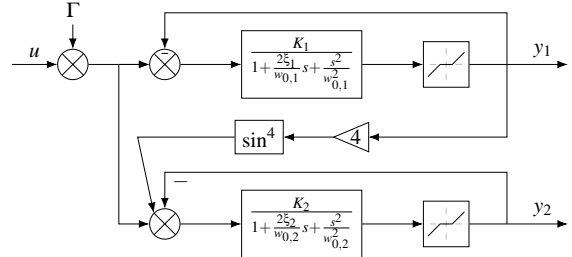 Γ
u
-
K₁
1 + 2ξ₁/w₀,₁ s + s²/w²₀,₁
y₁
sin⁴
4
−
K₂
1 + 2ξ₂/w₀,₂ s + s²/w²₀,₂
y₂